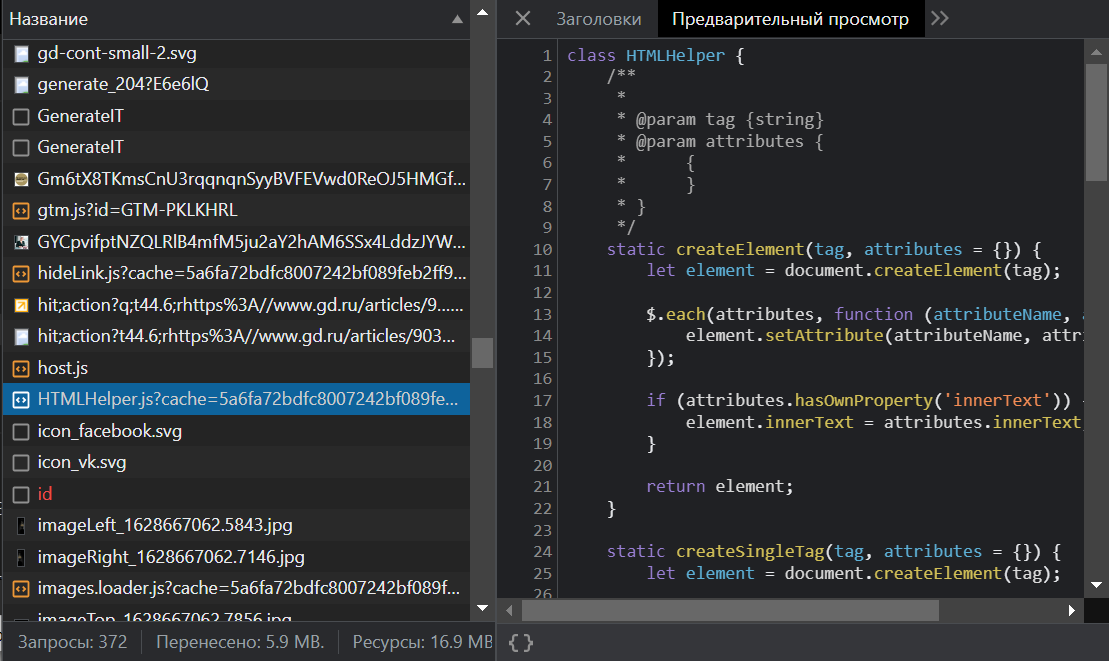 Название
gd-cont-small-2.svg
generate_204?E6e6lQ
GenerateIT
GenerateIT
Gm6tX8TKmsCnU3rqqnqnSyyBVFEVwd0ReOJ5HMGf...
gtm.js?id=GTM-PKLKHRL
GYCpvifptNZQLRlB4mfM5ju2aY2hAM6SSx4LddzJYW...
hideLink.js?cache=5a6fa72bdfc8007242bf089feb2ff9...
hit;action?q;t44.6;rhttps%3A//www.gd.ru/articles/9......
hit;action?t44.6;rhttps%3A//www.gd.ru/articles/903...
host.js
HTMLHelper.js?cache=5a6fa72bdfc8007242bf089fe...
icon_facebook.svg
icon_vk.svg
id
imageLeft_1628667062.5843.jpg
imageRight_1628667062.7146.jpg
images.loader.js?cache=5a6fa72bdfc8007242bf089f...
imageTop_1628667062.7856.jpg
Запросы: 372 Перенесено: 5.9 МВ. Ресурсы: 16.9 МВ
Заголовки Предварительный просмотр
1 class HTMLHelper {
2 /**
3 *
4 * @param tag {string}
5 * @param attributes {
6 * {
7 * }
8 * }
9 */
10 static createElement(tag, attributes = {}) {
11 let element = document.createElement(tag);
12
13 $.each(attributes, function (attributeName,
14 element.setAttribute(attributeName, attri
15 });
16
17 if (attributes.hasOwnProperty('innerText'))
18 element.innerText = attributes.innerText
19 }
20
21 return element;
22 }
23
24 static createSingleTag(tag, attributes = {}) {
25 let element = document.createElement(tag);
26
{}